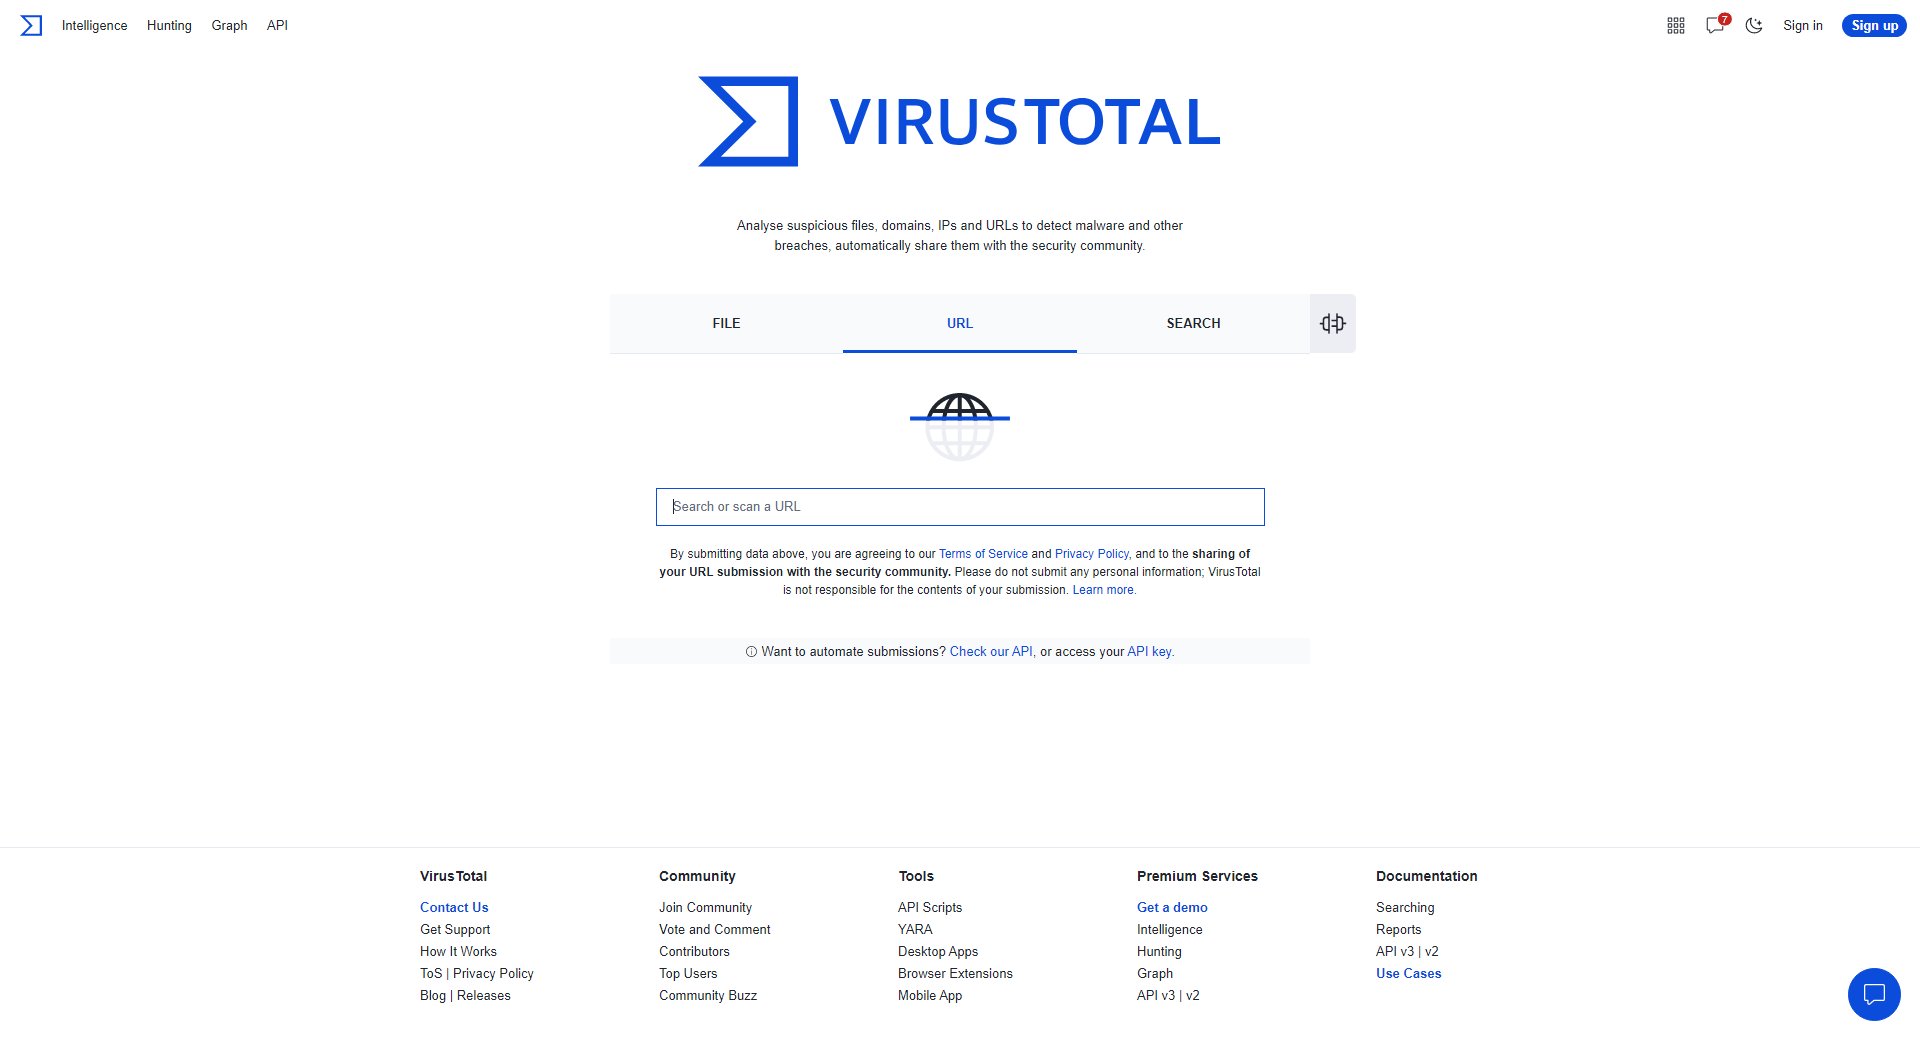 Intelligence Hunting Graph API 7 Sign in Sign up
VIRUSTOTAL
Analyse suspicious files, domains, IPs and URLs to detect malware and other
breaches, automatically share them with the security community.
FILE URL SEARCH
Search or scan a URL
By submitting data above, you are agreeing to our Terms of Service and Privacy Policy, and to the sharing of
your URL submission with the security community. Please do not submit any personal information; VirusTotal
is not responsible for the contents of your submission. Learn more.
Want to automate submissions? Check our API, or access your API key.
VirusTotal
Contact Us
Get Support
How It Works
ToS | Privacy Policy
Blog | Releases
Community
Join Community
Vote and Comment
Contributors
Top Users
Community Buzz
Tools
API Scripts
YARA
Desktop Apps
Browser Extensions
Mobile App
Premium Services
Get a demo
Intelligence
Hunting
Graph
API v3 | v2
Documentation
Searching
Reports
API v3 | v2
Use Cases